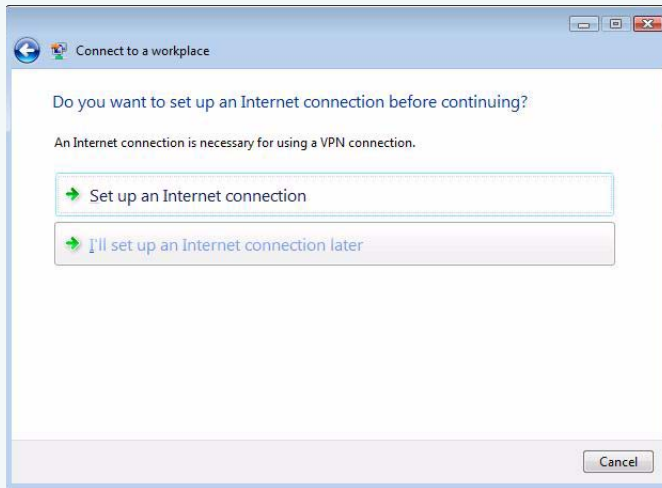 Connect to a workplace
Do you want to set up an Internet connection before continuing?
An Internet connection is necessary for using a VPN connection.
Set up an Internet connection
I'll set up an Internet connection later
Cancel